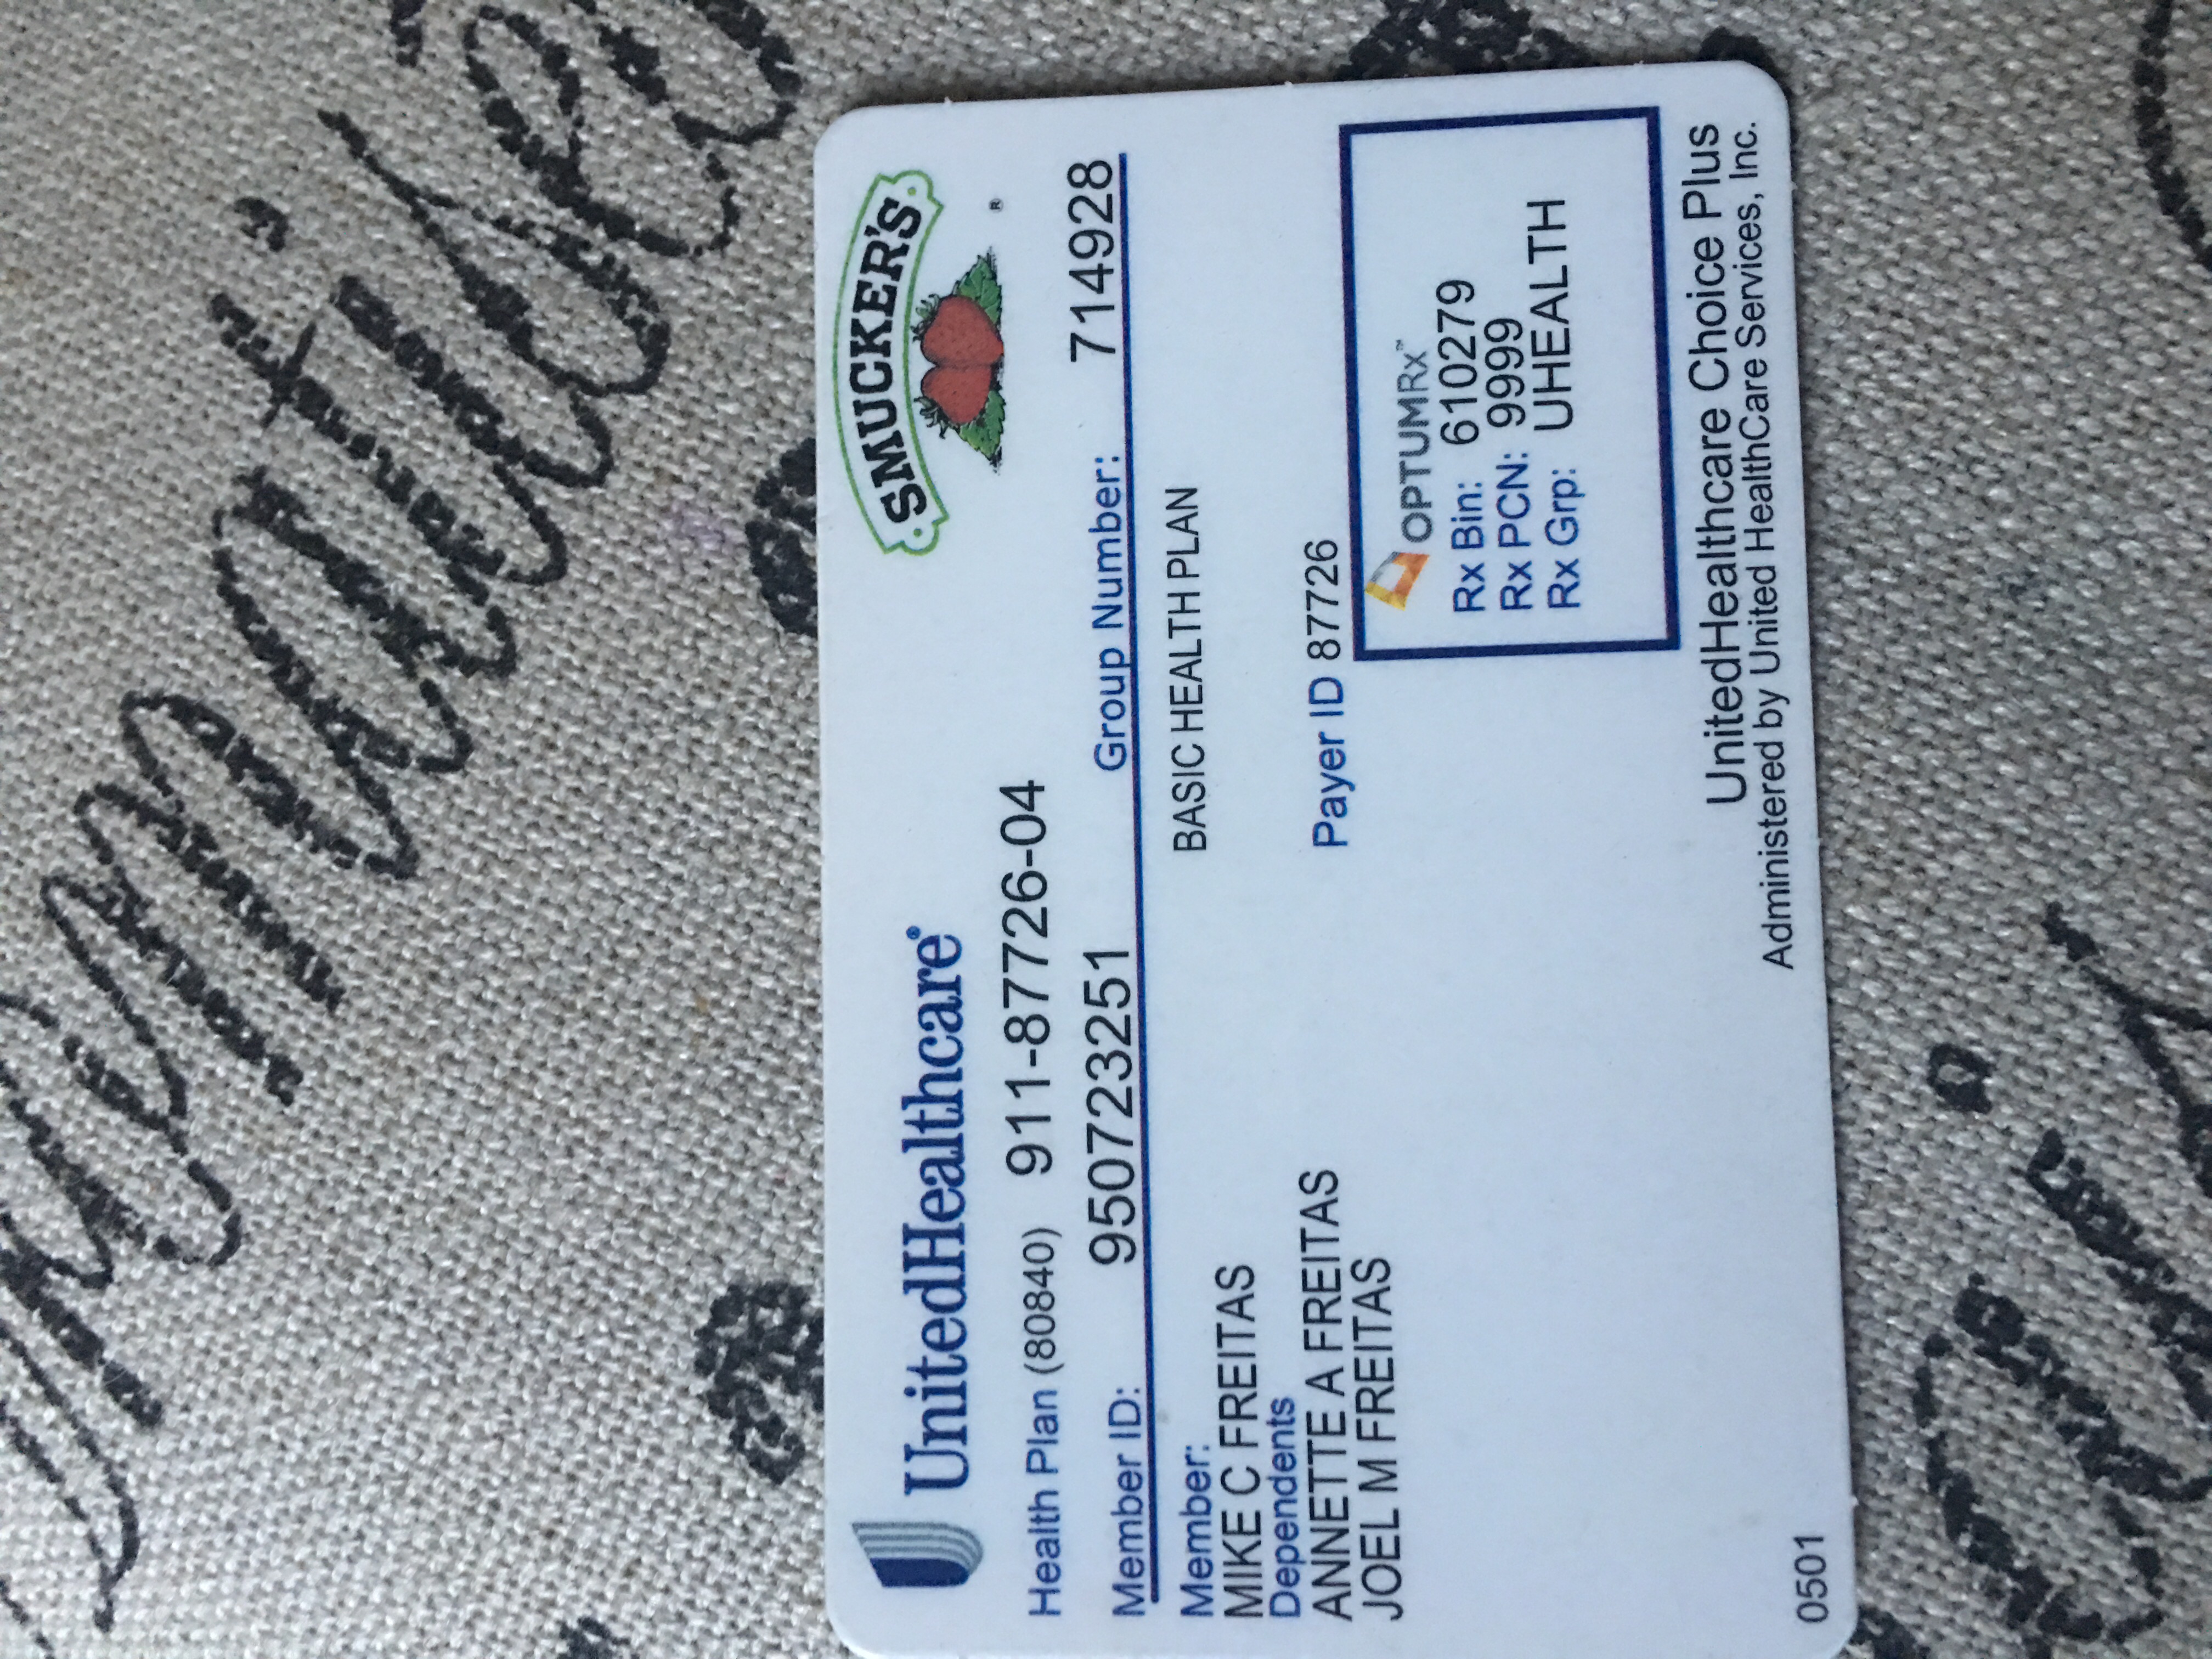 UnitedHealthcare®
SMUCKER'S
®
Health Plan (80840) 911-87726-04
Member ID: 950723251 Group Number: 714928
Member:
MIKE C FREITAS
Dependents
ANNETTE A FREITAS
JOEL M FREITAS
BASIC HEALTH PLAN
Payer ID 87726
OPTUMRx™
Rx Bin: 610279
Rx PCN: 9999
Rx Grp: UHEALTH
UnitedHealthcare Choice Plus
Administered by United HealthCare Services, Inc.
0501